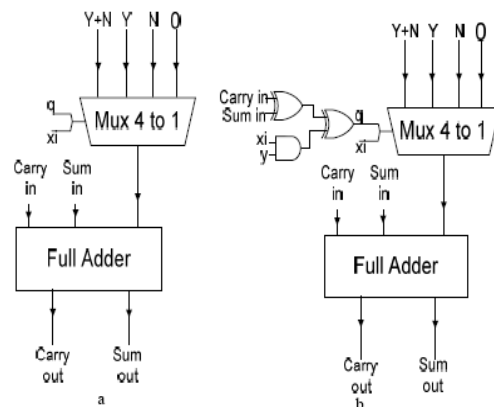 Y+N Y N 0
q
xi
Mux 4 to 1
Carry in
Sum in
Full Adder
Carry out
Sum out
a
Y+N Y N 0
Carry in
Sum in
xi
y
q
xi
Mux 4 to 1
Carry in
Sum in
Full Adder
Carry out
Sum out
b